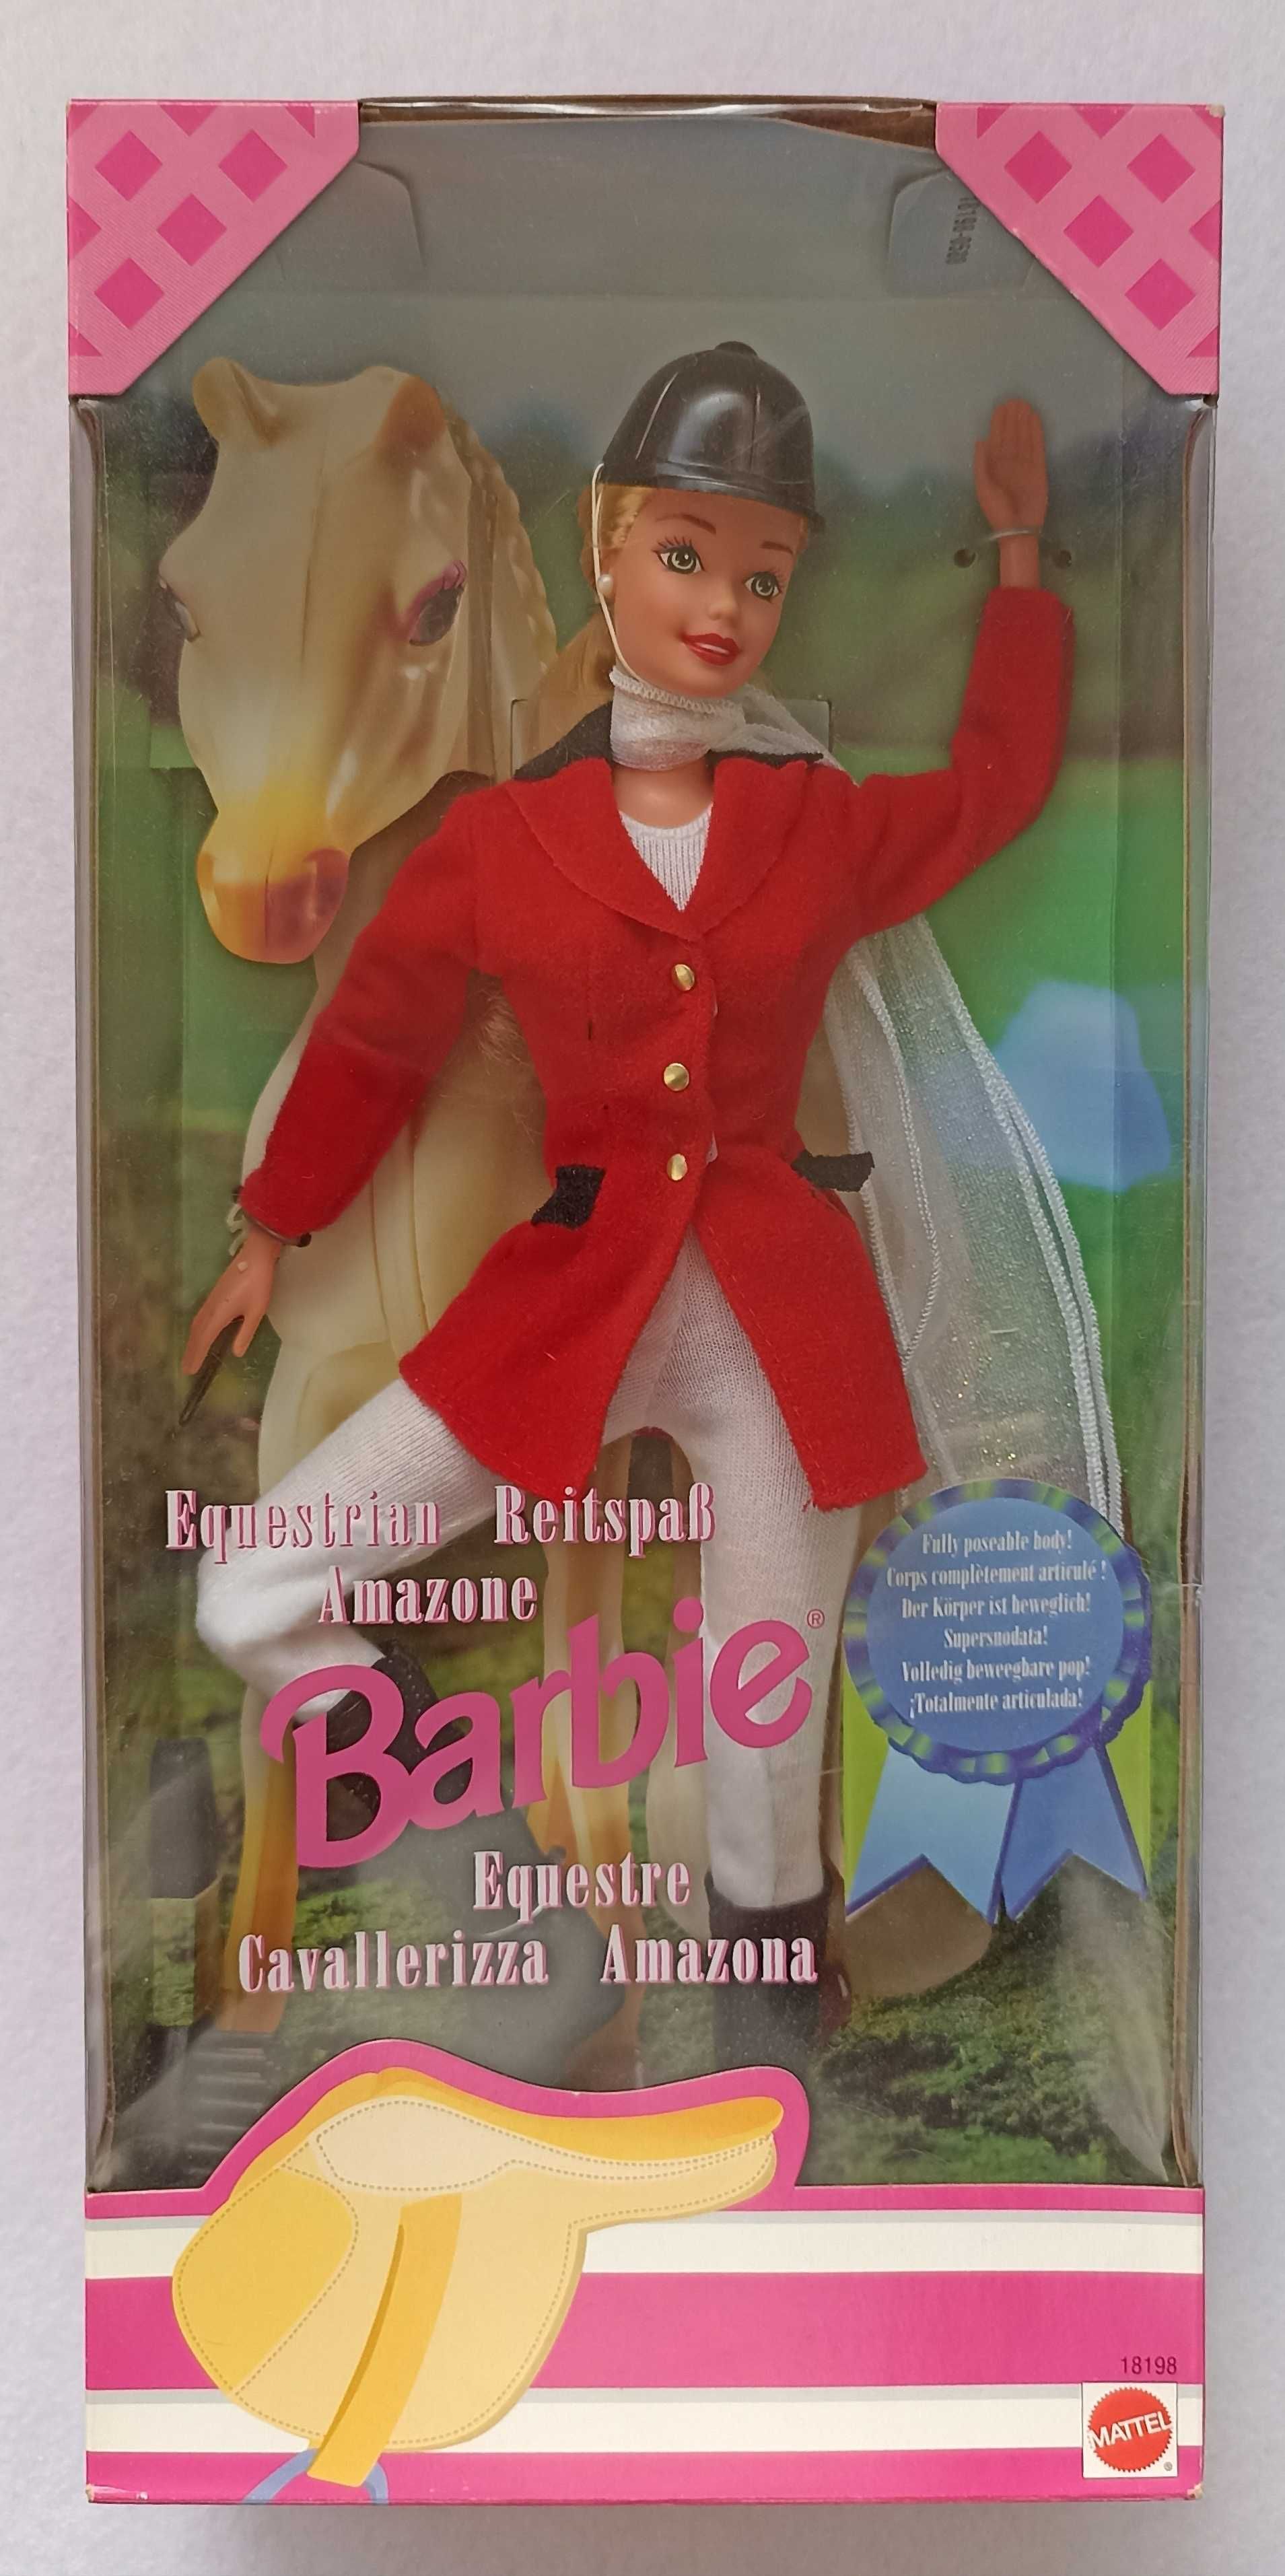 Equestrian Reitspaß
Amazone
Barbie®
Equestre
Cavallerizza Amazona
Fully poseable body!
Corps complètement articulé !
Der Körper ist beweglich!
Supersnodata!
Volledig beweegbare pop!
¡Totalmente articulada!
18198
MATTEL®